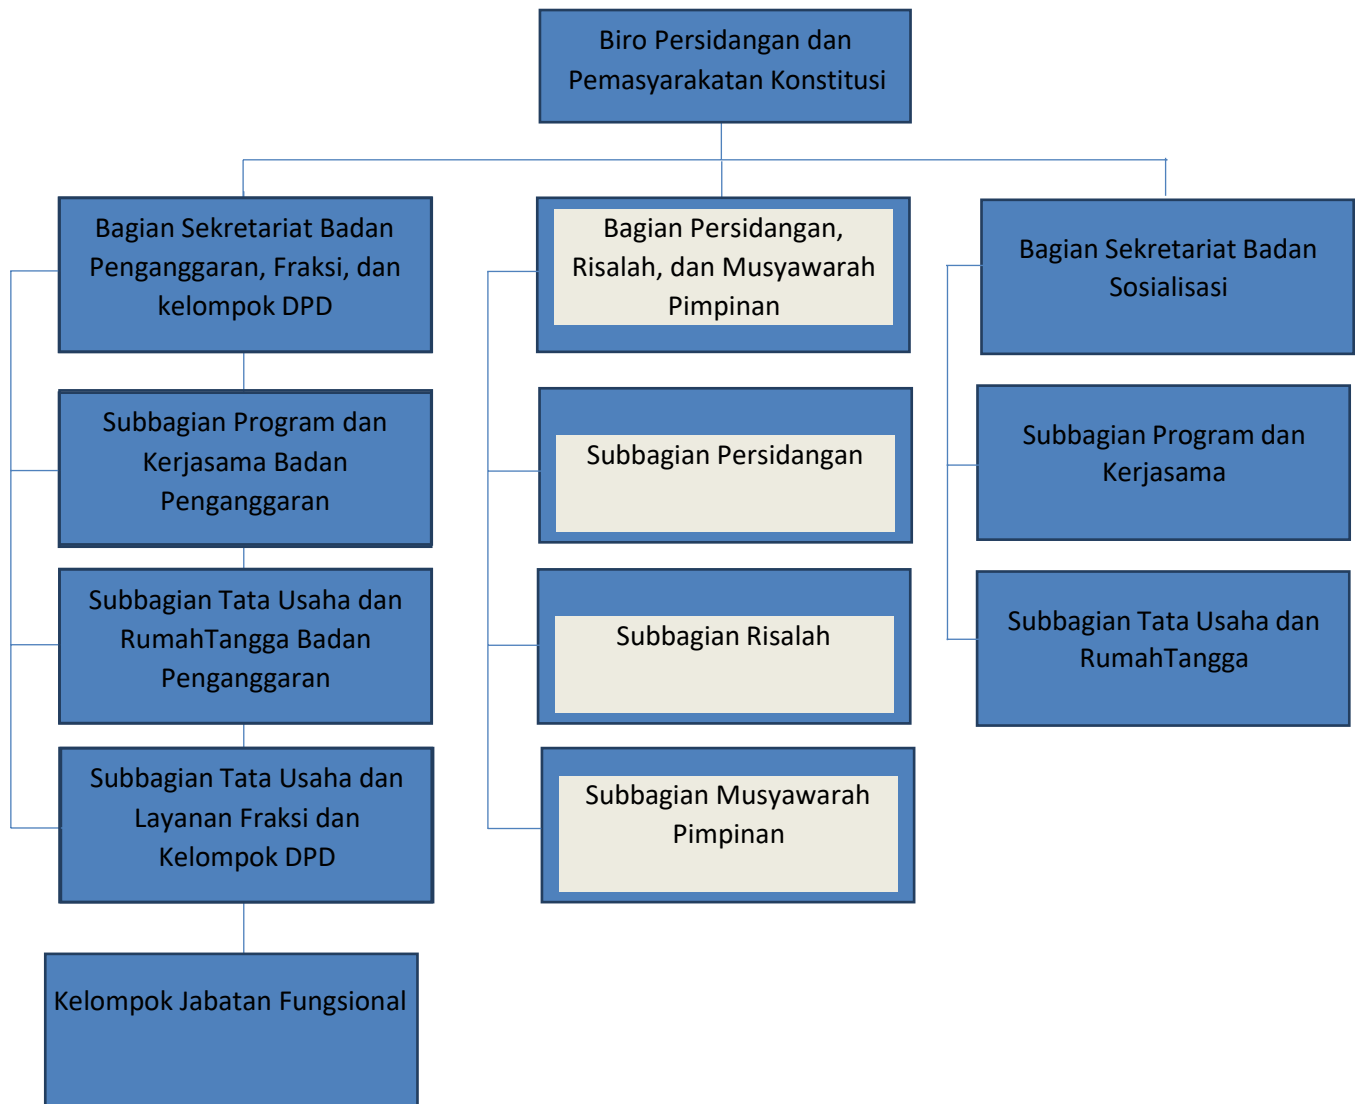 Biro Persidangan dan
Pemasyarakatan Konstitusi
Bagian Sekretariat Badan
Penganggaran, Fraksi, dan
kelompok DPD
Subbagian Program dan
Kerjasama Badan
Penganggaran
Subbagian Tata Usaha dan
RumahTangga Badan
Penganggaran
Subbagian Tata Usaha dan
Layanan Fraksi dan
Kelompok DPD
Kelompok Jabatan Fungsional
Bagian Persidangan,
Risalah, dan Musyawarah
Pimpinan
Subbagian Persidangan
Subbagian Risalah
Subbagian Musyawarah
Pimpinan
Bagian Sekretariat Badan
Sosialisasi
Subbagian Program dan
Kerjasama
Subbagian Tata Usaha dan
RumahTangga